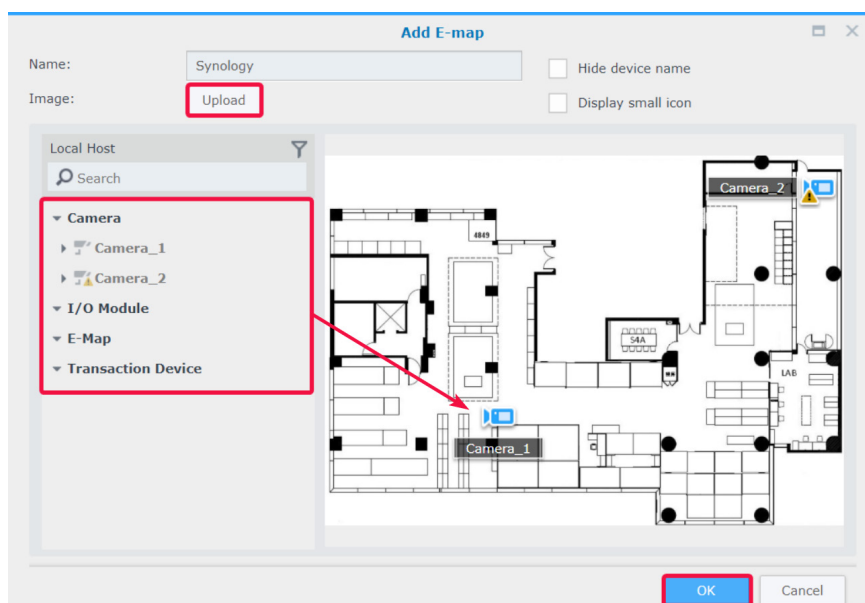 Add E-map
Name:
Synology
Hide device name
Image:
Upload
Display small icon
Local Host
Search
Camera
Camera_1
Camera_2
I/O Module
E-Map
Transaction Device
Camera_2
4849
S4A
LAB
Camera_1
OK
Cancel